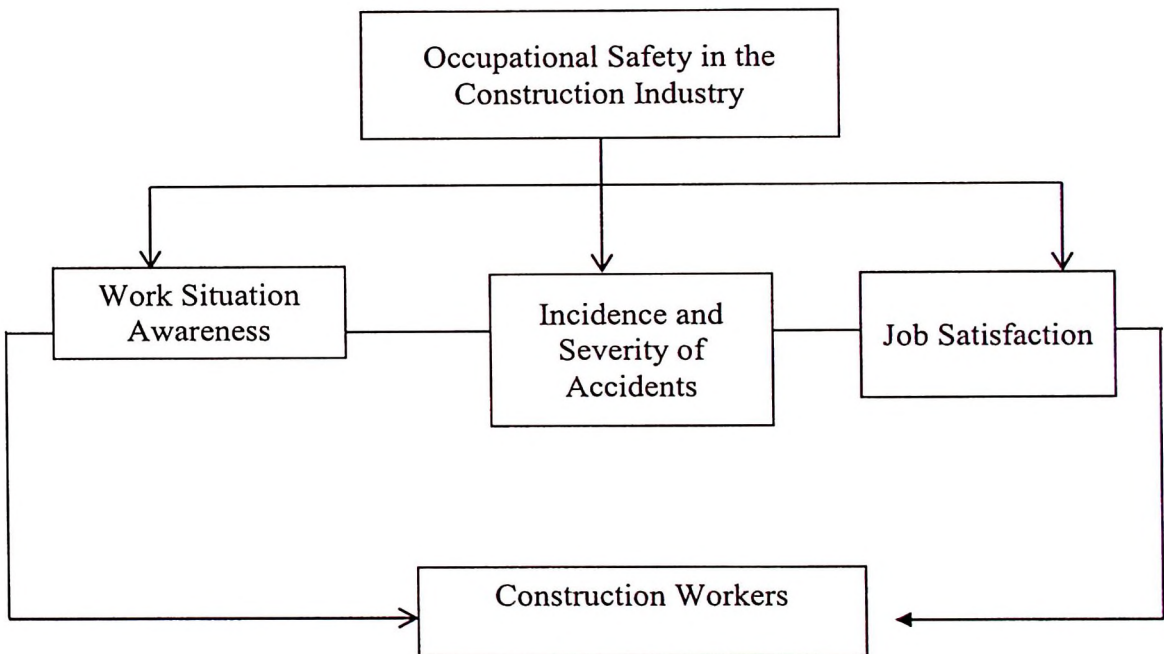 Occupational Safety in the
Construction Industry
Work Situation
Awareness
Incidence and
Severity of
Accidents
Job Satisfaction
Construction Workers